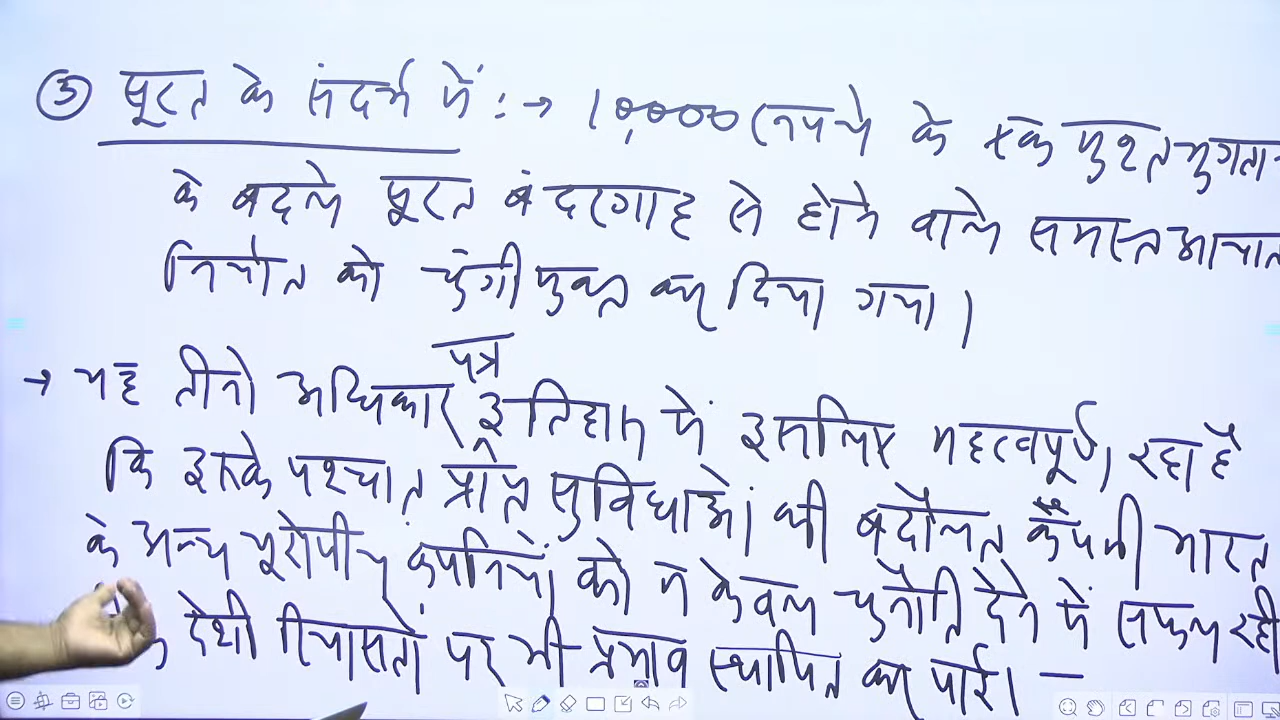 ③ सूरत के संदर्भ में :→ 10,000 रूपये के एक मुश्त भुगता
के बदले सूरत बंदरगाह से होने वाले समस्त आयात
निर्यात को चुंगी मुक्त कर दिया गया।
पत्र
→ यह तीनो अधिकार इतिहास में इसलिए महत्वपूर्ण रहा है
कि इसके पश्चात प्राप्त सुविधाओं की बदौलत कंपनी भारत
के अन्य यूरोपीय कंपनियों को न केवल चुनौति देने में सफल रही
देशी रियासतों पर भी प्रभाव स्थापित कर पाई। —